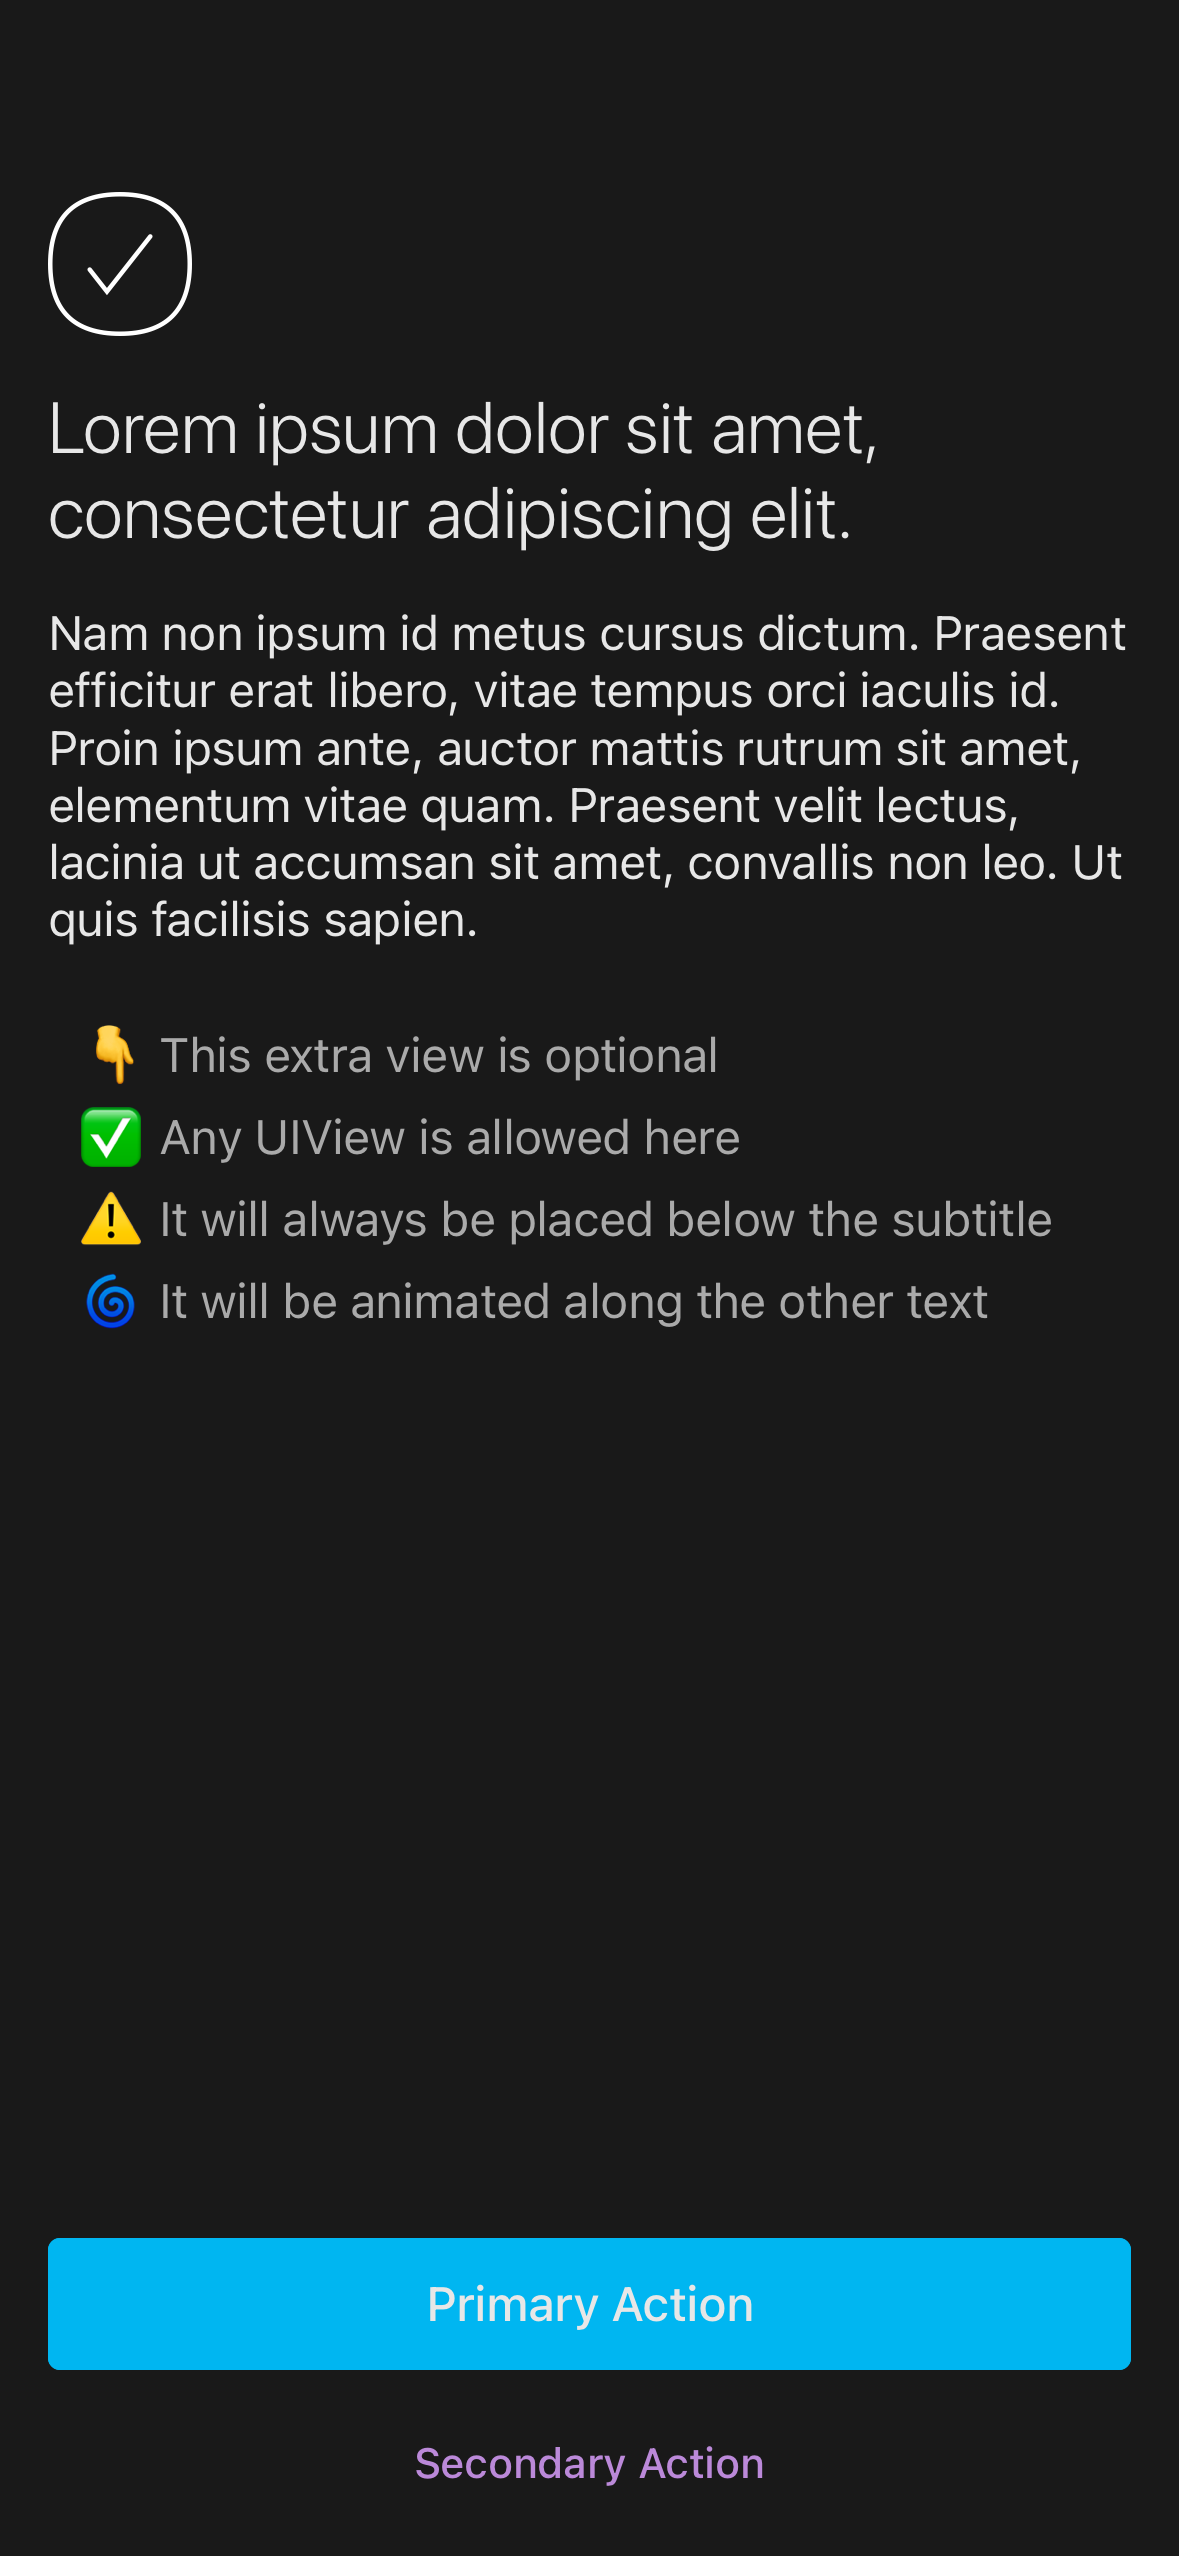 Lorem ipsum dolor sit amet,
consectetur adipiscing elit.
Nam non ipsum id metus cursus dictum. Praesent
efficitur erat libero, vitae tempus orci iaculis id.
Proin ipsum ante, auctor mattis rutrum sit amet,
elementum vitae quam. Praesent velit lectus,
lacinia ut accumsan sit amet, convallis non leo. Ut
quis facilisis sapien.
👇 This extra view is optional
✅ Any UIView is allowed here
⚠️ It will always be placed below the subtitle
🌀 It will be animated along the other text
Primary Action
Secondary Action